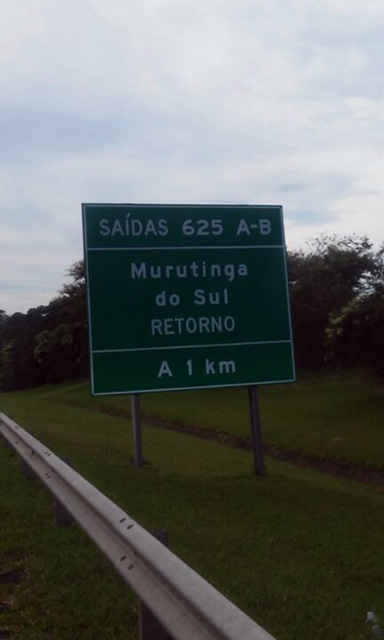 SAÍDAS 625 A-B
Murutinga
do Sul
RETORNO
A 1 km